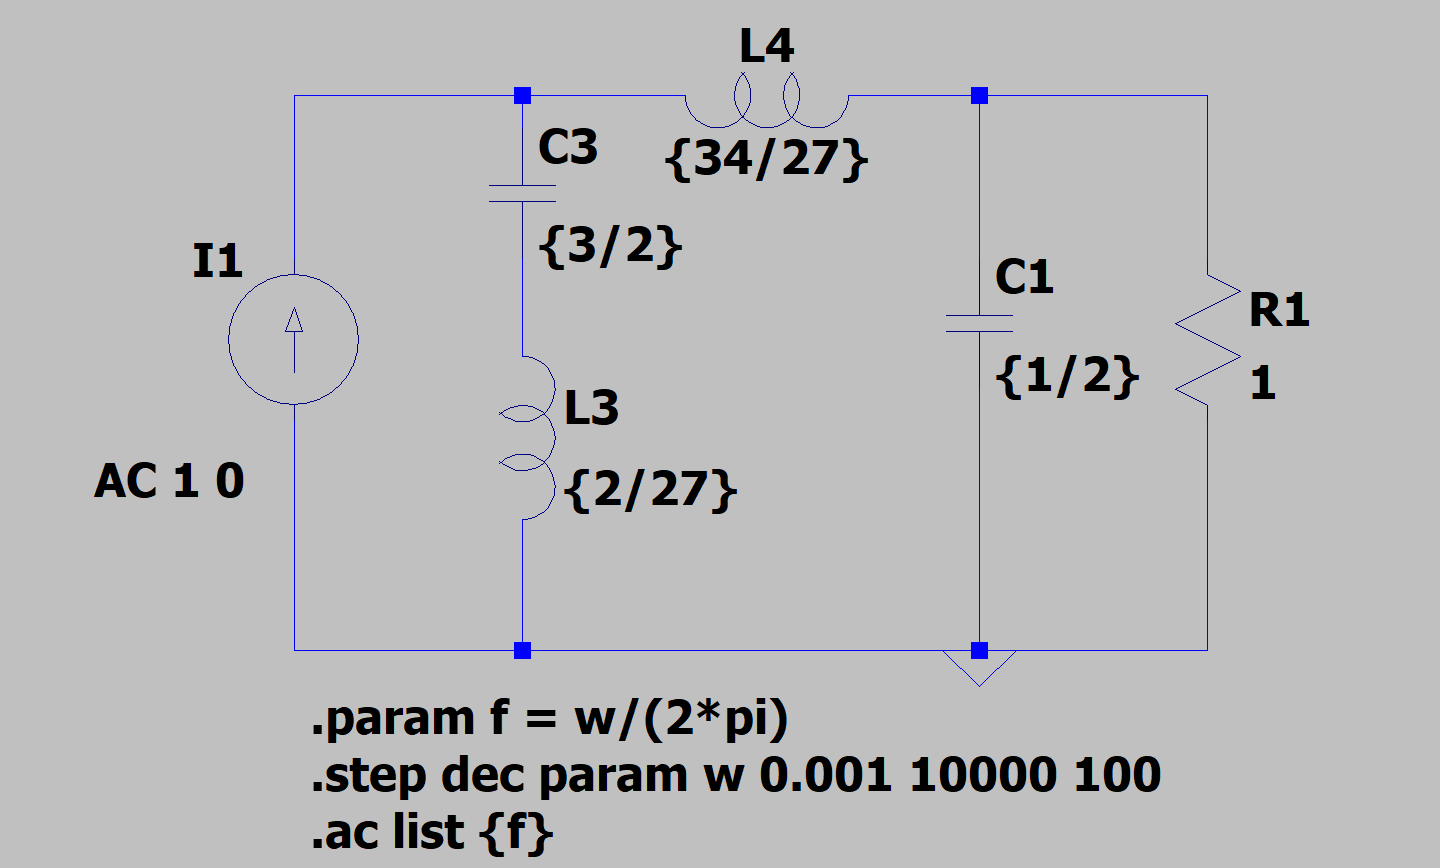 L4
C3
{34/27}
{3/2}
I1
C1
R1
{1/2}
1
L3
AC 1 0
{2/27}
.param f = w/(2*pi)
.step dec param w 0.001 10000 100
.ac list {f}